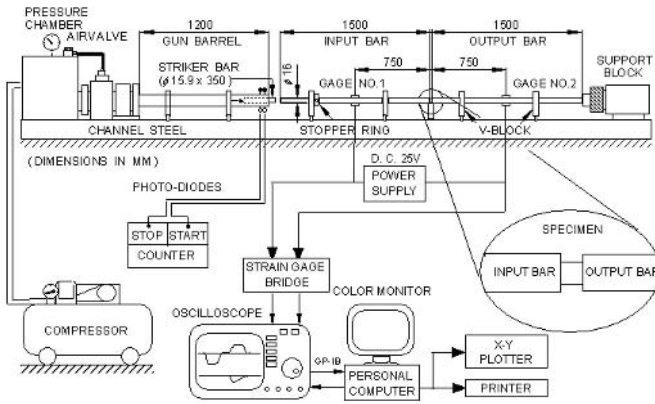 PRESSURE
CHAMBER
AIRVALVE
1200
GUN BARREL
1500
INPUT BAR
1500
OUTPUT BAR
STRIKER BAR
(ϕ15.9 x 350)
ϕ16
750
750
GAGE NO.1
GAGE NO.2
SUPPORT
BLOCK
CHANNEL STEEL
STOPPER RING
V-BLOCK
(DIMENSIONS IN MM)
D. C. 25V
POWER
SUPPLY
PHOTO-DIODES
STOP
START
COUNTER
SPECIMEN
INPUT BAR
OUTPUT BAR
STRAIN GAGE
BRIDGE
COLOR MONITOR
OSCILLOSCOPE
COMPRESSOR
GP-IB
PERSONAL
COMPUTER
X-Y
PLOTTER
PRINTER